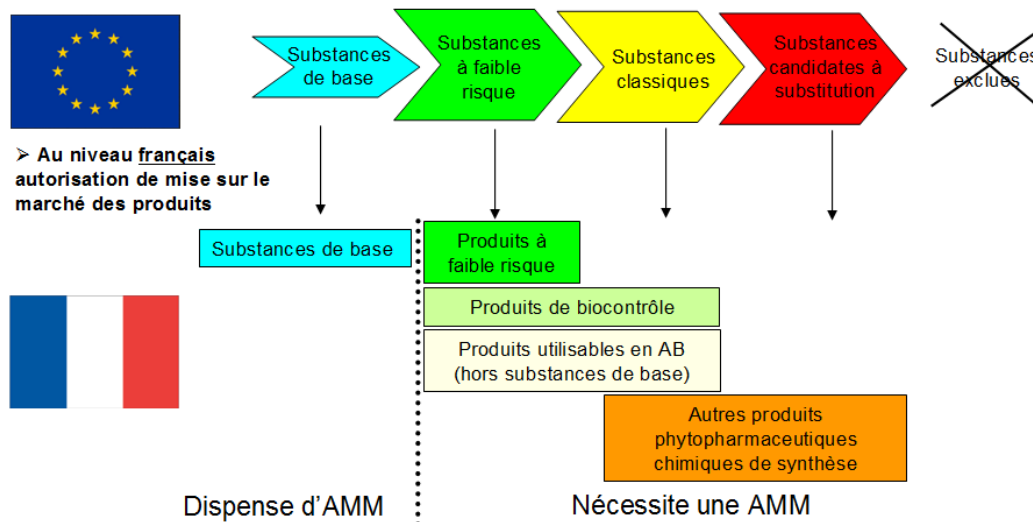 Substances
de base
Substances
à faible
risque
Substances
classiques
Substances
candidates à
substitution
Substances
exclues
➢ Au niveau français
autorisation de mise sur le
marché des produits
Substances de base
Produits à
faible risque
Produits de biocontrôle
Produits utilisables en AB
(hors substances de base)
Autres produits
phytopharmaceutiques
chimiques de synthèse
Dispense d’AMM
Nécessite une AMM